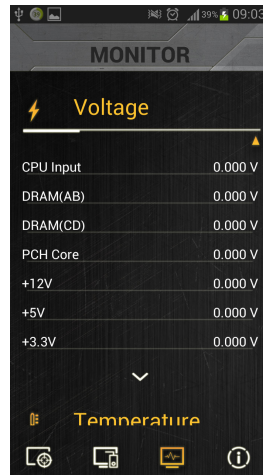 39% 09:03
MONITOR
Voltage
CPU Input 0.000 V
DRAM(AB) 0.000 V
DRAM(CD) 0.000 V
PCH Core 0.000 V
+12V 0.000 V
+5V 0.000 V
+3.3V 0.000 V
Temperature